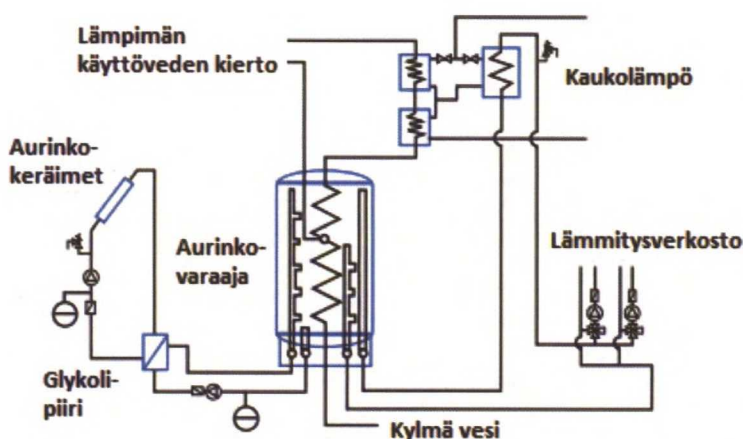 Lämpimän
käyttöveden kierto
Kaukolämpö
Aurinko-
keräimet
Aurinko-
varaaja
Lämmitysverkosto
Glykoli-
piiri
Kylmä vesi